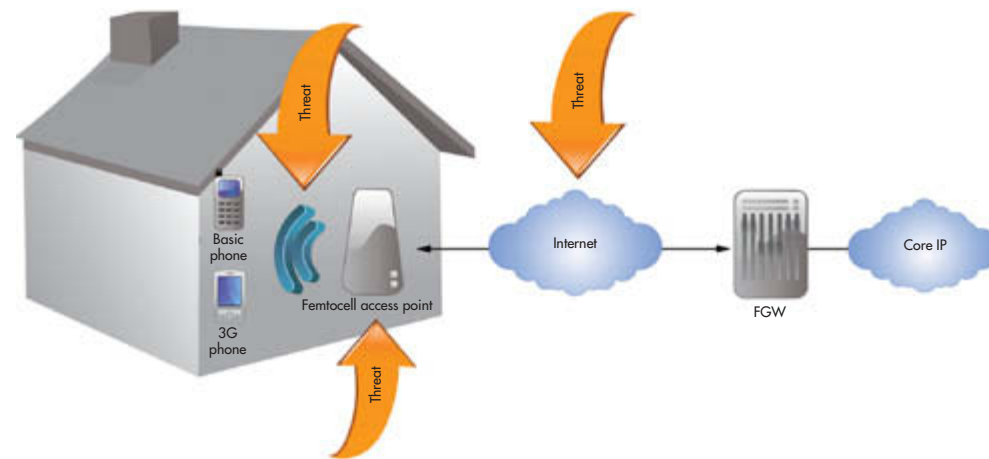 Threat
Threat
Basic
phone
Internet
Core IP
Femtocell access point
FGW
3G
phone
Threat